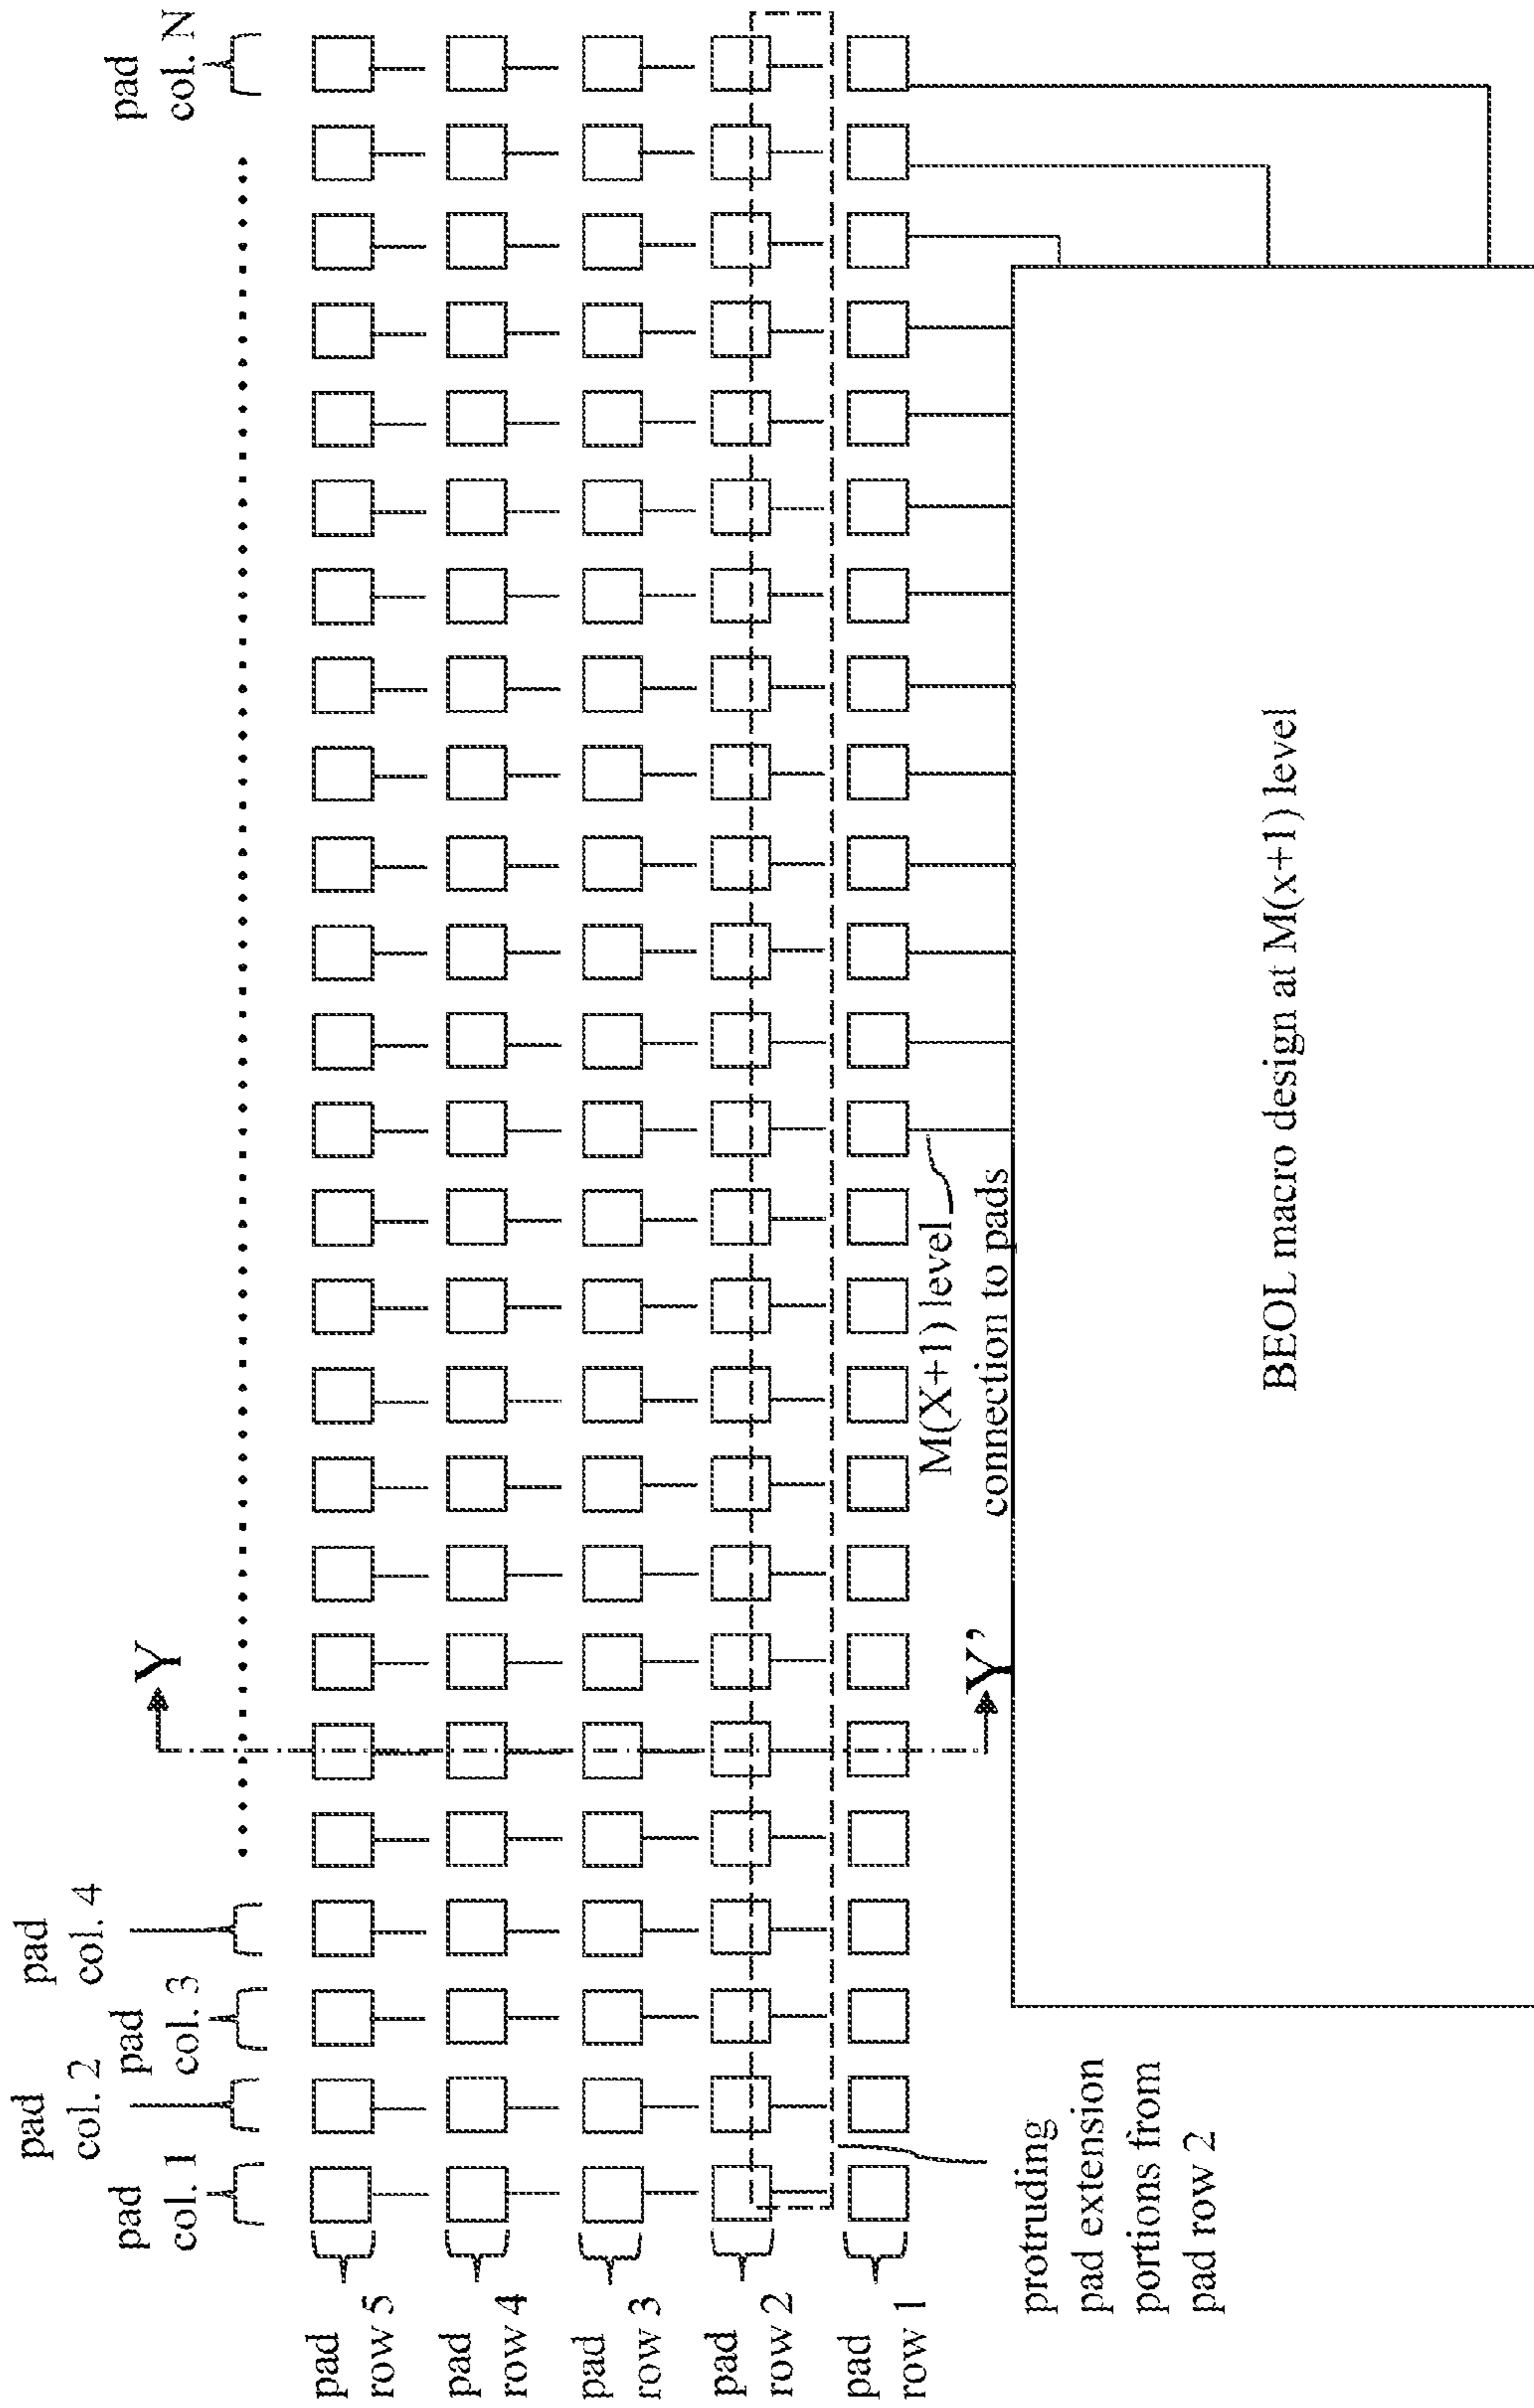 pad
col. 1
pad
col. 2
pad
col. 3
pad
col. 4
pad
col. N
Y
pad
row 5
pad
row 4
pad
row 3
pad
row 2
pad
row 1
Y'
M(X+1) level
connection to pads
protruding
pad extension
portions from
pad row 2
BEOL macro design at M(x+1) level